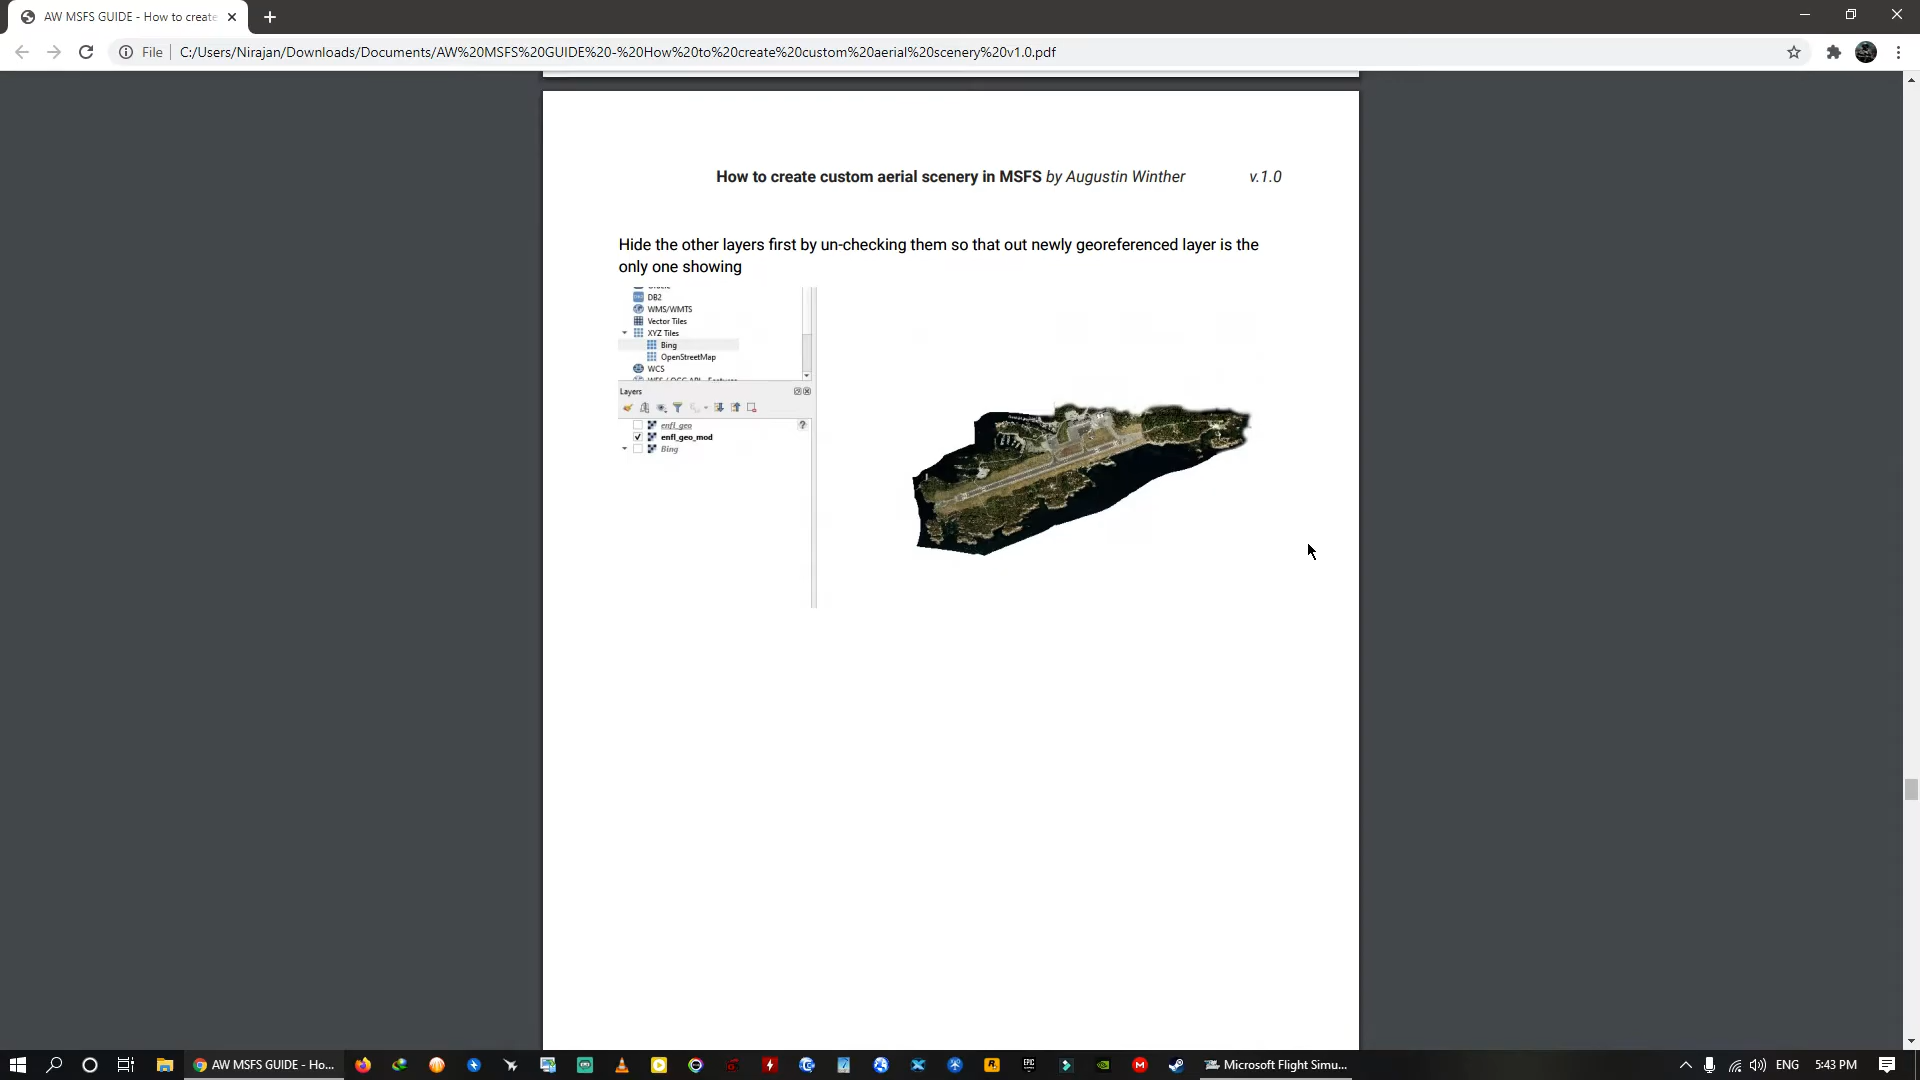 AW MSFS GUIDE - How to create
File
C:/Users/Nirajan/Downloads/Documents/AW%20MSFS%20GUIDE%20-%20How%20to%20create%20custom%20aerial%20scenery%20v1.0.pdf
How to create custom aerial scenery in MSFS by Augustin Winther v.1.0
Hide the other layers first by un-checking them so that out newly georeferenced layer is the
only one showing
DB2
WMS/WMTS
Vector Tiles
XYZ Tiles
Bing
OpenStreetMap
WCS
Layers
enfl_geo
enfl_geo_mod
Bing
AW MSFS GUIDE - Ho...
EPIC
Microsoft Flight Simu...
ENG
5:43 PM